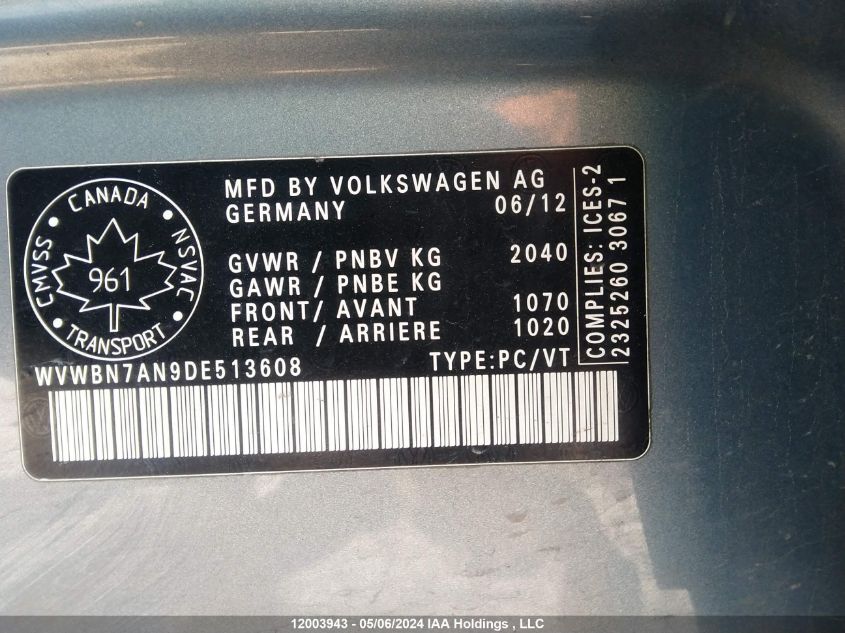 CANADA
CMVSS
NSVAC
961
TRANSPORT
MFD BY VOLKSWAGEN AG
GERMANY 06/12
GVWR / PNBV KG 2040
GAWR / PNBE KG
FRONT/ AVANT 1070
REAR / ARRIERE 1020
WVWBN7AN9DE513608 TYPE:PC/VT
COMPLIES: ICES-2
2325260 3067 1
12003943 - 05/06/2024 IAA Holdings , LLC